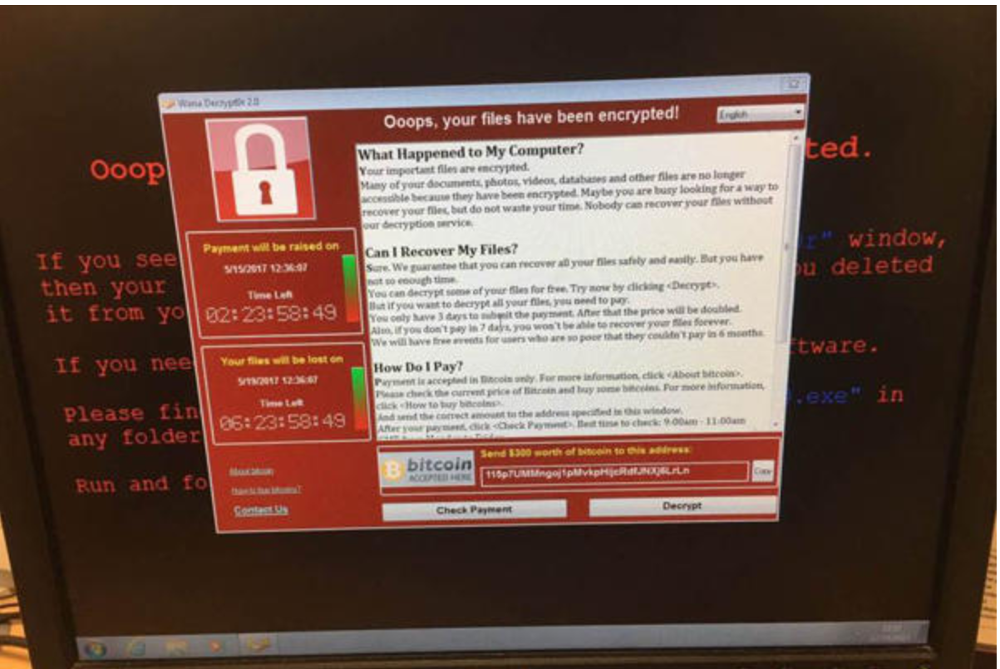 Wana Decrypt0r 2.0
Ooops, your files have been encrypted!
English
What Happened to My Computer?
Your important files are encrypted.
Many of your documents, photos, videos, databases and other files are no longer
accessible because they have been encrypted. Maybe you are busy looking for a way to
recover your files, but do not waste your time. Nobody can recover your files without
our decryption service.
Can I Recover My Files?
Sure. We guarantee that you can recover all your files safely and easily. But you have
not so enough time.
You can decrypt some of your files for free. Try now by clicking <Decrypt>.
But if you want to decrypt all your files, you need to pay.
You only have 3 days to submit the payment. After that the price will be doubled.
Also, if you don't pay in 7 days, you won't be able to recover your files forever.
We will have free events for users who are so poor that they couldn't pay in 6 months.
How Do I Pay?
Payment is accepted in Bitcoin only. For more information, click <About bitcoin>.
Please check the current price of Bitcoin and buy some bitcoins. For more information,
click <How to buy bitcoins>.
And send the correct amount to the address specified in this window.
After your payment, click <Check Payment>. Best time to check: 9:00am - 11:00am
Payment will be raised on
5/15/2017 12:36:07
Time Left
02:23:58:49
Your files will be lost on
5/19/2017 12:36:07
Time Left
06:23:58:49
About bitcoin
How to buy bitcoins?
Contact Us
bitcoin
ACCEPTED HERE
Send $300 worth of bitcoin to this address:
Copy
Check Payment
Decrypt
Ooop
ted.
If you see
" window,
then your
u deleted
it from yo
If you nee
ftware.
Please fin
.exe" in
any folder
Run and fo